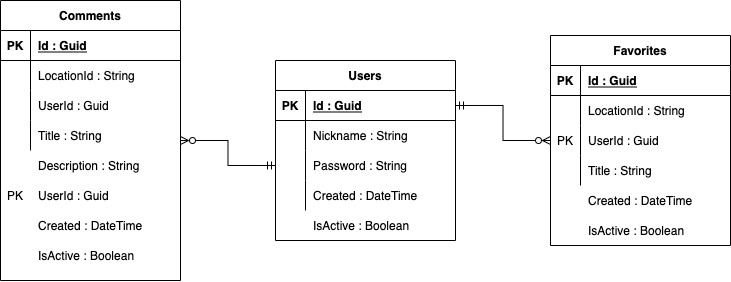 Comments
PK Id : Guid
LocationId : String
UserId : Guid
Title : String
Description : String
PK UserId : Guid
Created : DateTime
IsActive : Boolean
Users
PK Id : Guid
Nickname : String
Password : String
Created : DateTime
IsActive : Boolean
Favorites
PK Id : Guid
LocationId : String
PK UserId : Guid
Title : String
Created : DateTime
IsActive : Boolean